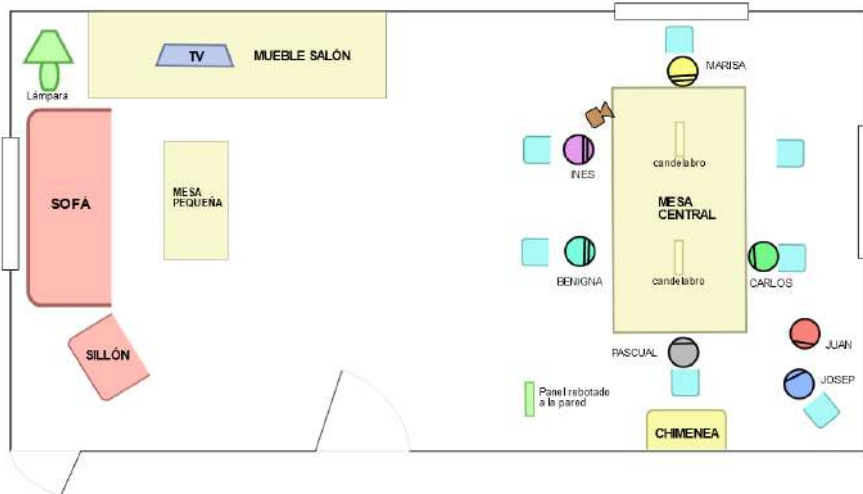 TV
MUEBLE SALÓN
Lámpara
SOFÁ
MESA
PEQUEÑA
SILLÓN
MARISA
INES
candelabro
MESA
CENTRAL
BENIGNA
candelabro
CARLOS
PASCUAL
JUAN
JOSEP
Panel rebotado
a la pared
CHIMENEA